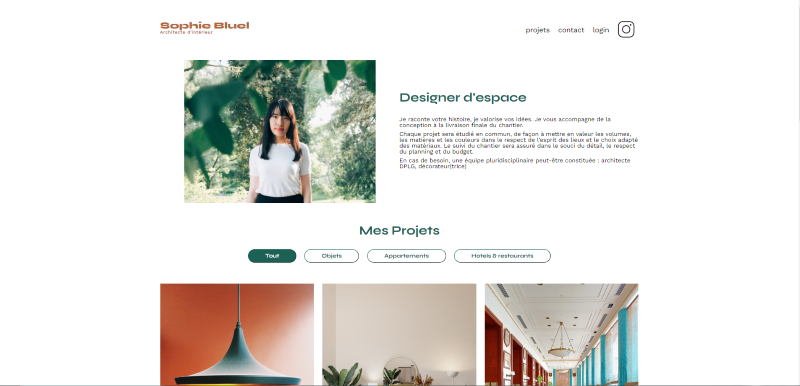 Sophie Bluel
Architecte d'intérieur
projets contact login
Designer d'espace
Je raconte votre histoire, je valorise vos idées. Je vous accompagne de la
conception à la livraison finale du chantier.
Chaque projet sera étudié en commun, de façon à mettre en valeur les volumes,
les matières et les couleurs dans le respect de l'esprit des lieux et le choix adapté
des matériaux. Le suivi du chantier sera assuré dans le souci du détail, le respect
du planning et du budget.
En cas de besoin, une équipe pluridisciplinaire peut-être constituée : architecte
DPLG, décorateur(trice)
Mes Projets
Tout Objets Appartements Hotels & restaurants